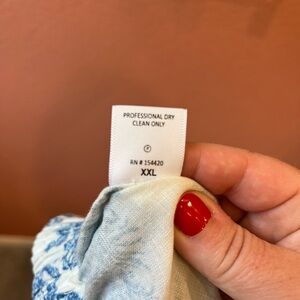 PROFESSIONAL DRY
CLEAN ONLY
P
RN # 154420
XXL